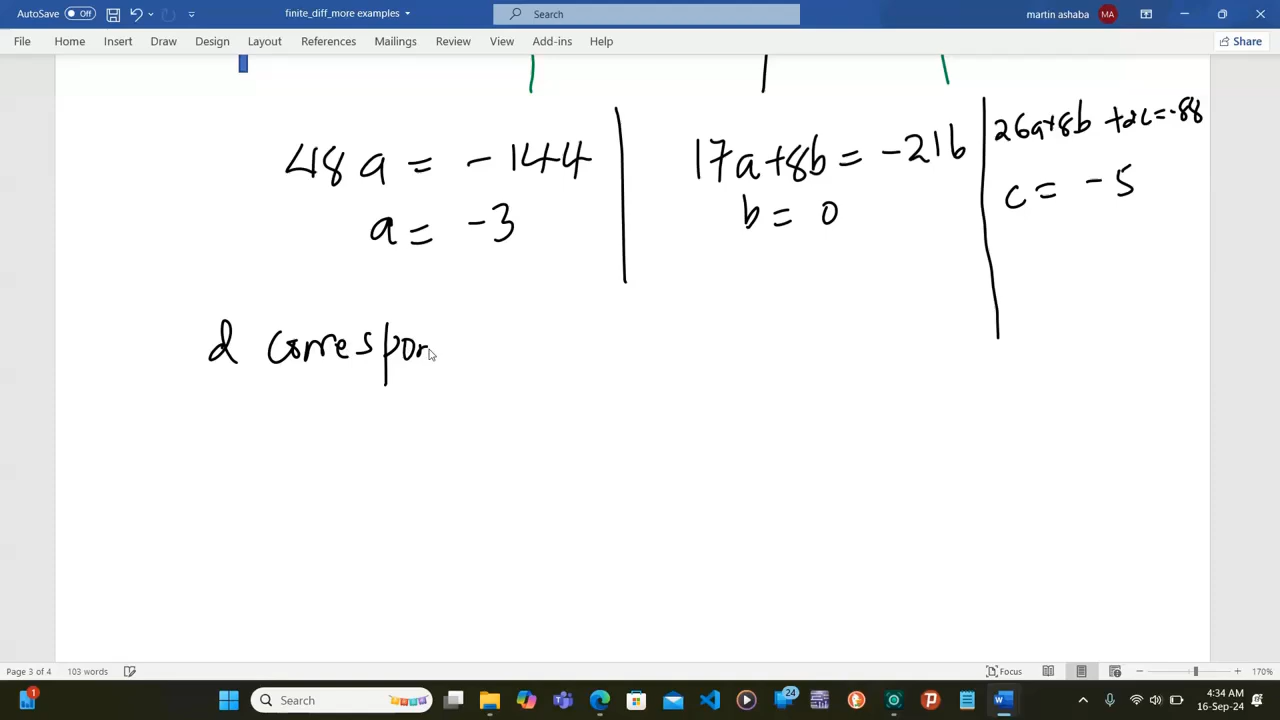 AutoSave Off finite_diff_more examples Search martin ashaba MA
File Home Insert Draw Design Layout References Mailings Review View Add-ins Help Share
48a = -144
a = -3
17a+8b = -216
b = 0
26a+8b +2c=-88
c = -5
d correspon
Page 3 of 4 103 words Focus 170%
1 Search 24 4:34 AM
16-Sep-24